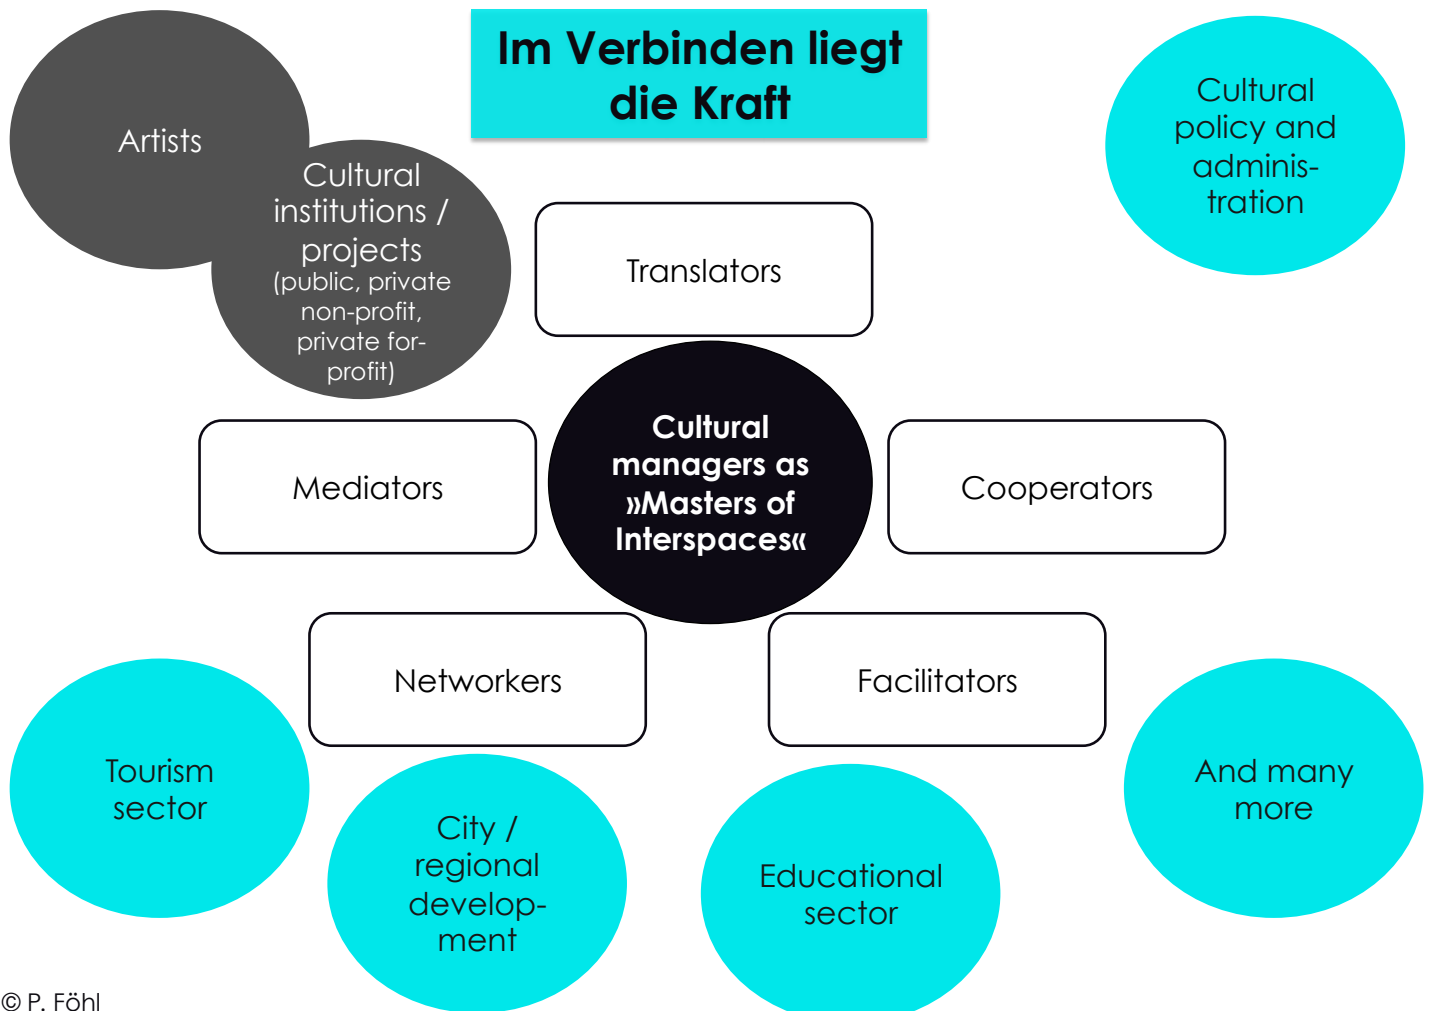 Im Verbinden liegt
die Kraft
Artists
Cultural
institutions /
projects
(public, private
non-profit,
private for-
profit)
Cultural
policy and
adminis-
tration
Translators
Mediators
Cultural
managers as
»Masters of
Interspaces«
Cooperators
Networkers
Facilitators
Tourism
sector
City /
regional
develop-
ment
Educational
sector
And many
more
© P. Föhl